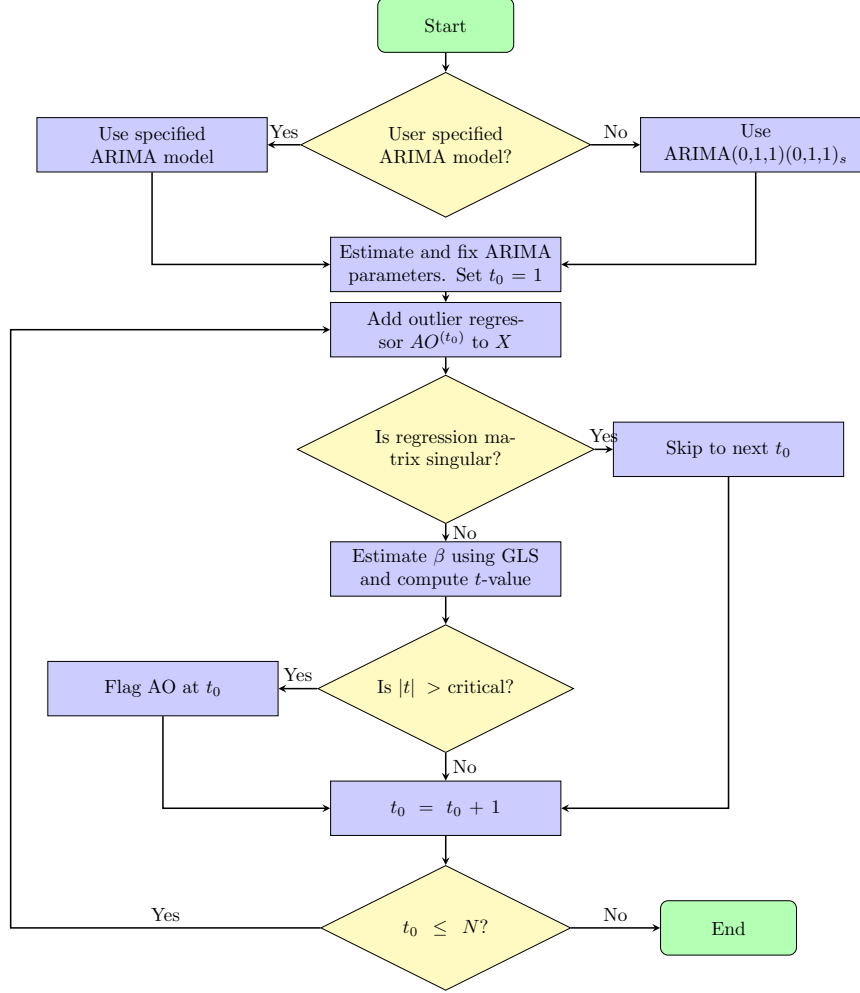 Start
User specified
ARIMA model?
Yes
No
Use specified
ARIMA model
Use
ARIMA(0,1,1)(0,1,1)ₛ
Estimate and fix ARIMA
parameters. Set t₀ = 1
Add outlier regres-
sor AO⁽ᵗ⁰⁾ to X
Is regression ma-
trix singular?
Yes
Skip to next t₀
No
Estimate β using GLS
and compute t-value
Is |t| > critical?
Yes
Flag AO at t₀
No
t₀ = t₀ + 1
t₀ ≤ N?
Yes
No
End